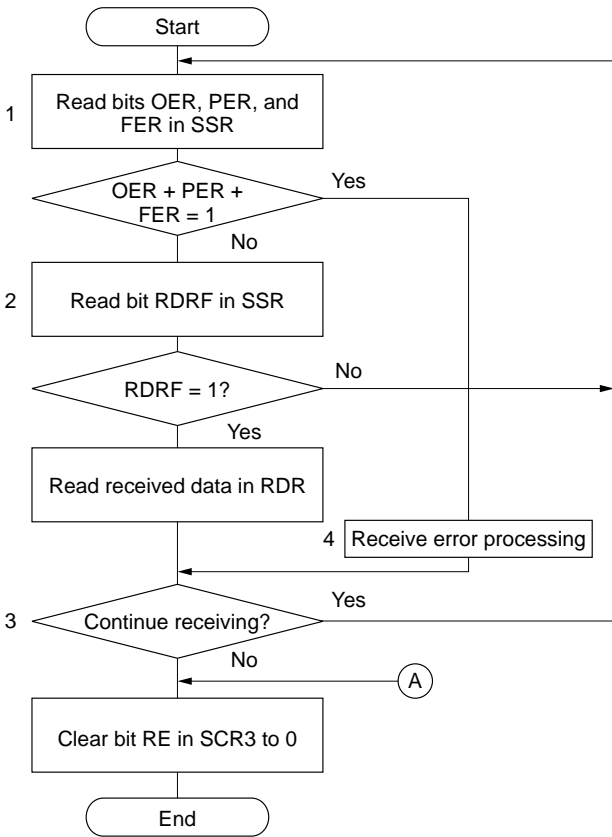 Start
1
Read bits OER, PER, and
FER in SSR
OER + PER +
FER = 1
Yes
No
2
Read bit RDRF in SSR
RDRF = 1?
No
Yes
Read received data in RDR
4
Receive error processing
3
Continue receiving?
Yes
No
A
Clear bit RE in SCR3 to 0
End